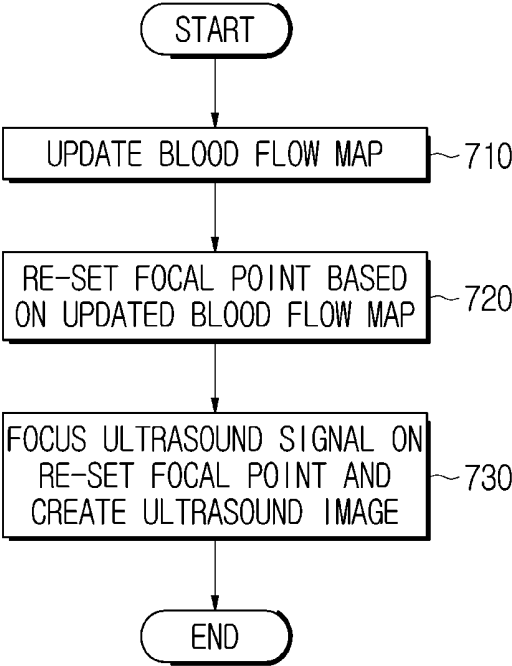 START
UPDATE BLOOD FLOW MAP
710
RE-SET FOCAL POINT BASED
ON UPDATED BLOOD FLOW MAP
720
FOCUS ULTRASOUND SIGNAL ON
RE-SET FOCAL POINT AND
CREATE ULTRASOUND IMAGE
730
END